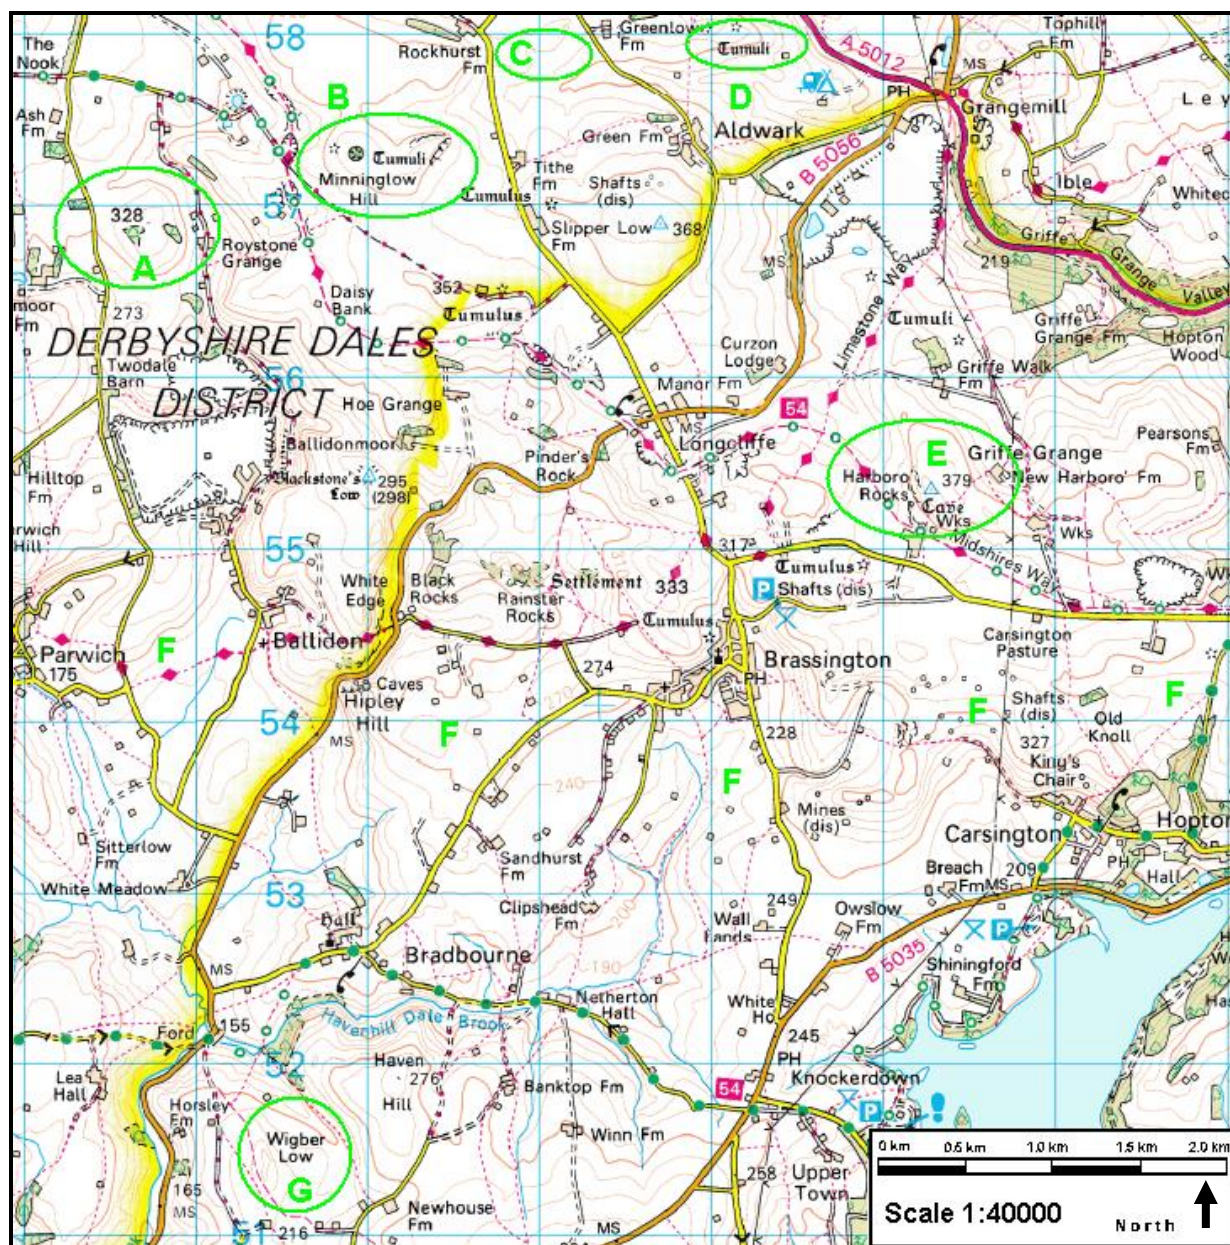 58
The
Nook
Rockhurst
Fm
C
Greenlow
Fm
Tumuli
A 5012
Tophill
Fm
MS
PH
Grangemill
Ash
Fm
B
D
Aldwark
Green Fm
B 5056
Ley
Tumuli
Minninglow
Hill
Tumulus
Tithe
Fm
Shafts
(dis)
Ible
57
328
A
Roystone
Grange
Slipper Low
Fm
368
MS
219
Griffe
Grange
Valley
moor
Fm
273
Daisy
Bank
352
Tumulus
Limestone Way
Tumuli
Griffe
Grange Fm
Hopton
Wood
DERBYSHIRE DALES
DISTRICT
Twodale
Barn
56
Curzon
Lodge
Manor Fm
Griffe Walk
Fm
Hoe Grange
MS
54
Longcliffe
Ballidonmoor
Pinder's
Rock
E
Griffe Grange
Pearsons
Fm
Hilltop
Fm
Blackstone's
Low
295
(298)
Harboro
Rocks
379
New Harboro' Fm
Cave
Wks
Wks
rwich
Hill
55
317
Midshires Way
White
Edge
Black
Rocks
Settlement
Rainster
Rocks
333
Tumulus
P
Shafts (dis)
F
Ballidon
Parwich
175
Tumulus
Carsington
Pasture
274
Brassington
PH
Caves
Hipley
Hill
F
220
54
MS
F
Shafts
(dis)
F
Old
Knoll
228
F
327
King's
Chair
240
Mines
(dis)
Carsington
Hopton
Sitterlow
Fm
Sandhurst
Fm
PH
Hall
White Meadow
53
Breach
Fm
MS
209
Clipshead
Fm
200
249
Wall
Lands
Owslow
Fm
P
Hall
Bradbourne
190
B 5035
Shiningford
Fm
MS
Netherton
Hall
White's
Ho
Havenhill Dale Brook
Ford
155
245
52
Haven
Hill
276
PH
Knockerdown
Lea
Hall
Banktop Fm
54
P
Horsley
Fm
Wigber
Low
G
Winn Fm
258
Upper
Town
165
MS
51
216
Newhouse
Fm
MS
0 km 0.5 km 1.0 km 1.5 km 2.0 km
Scale 1:40000
North